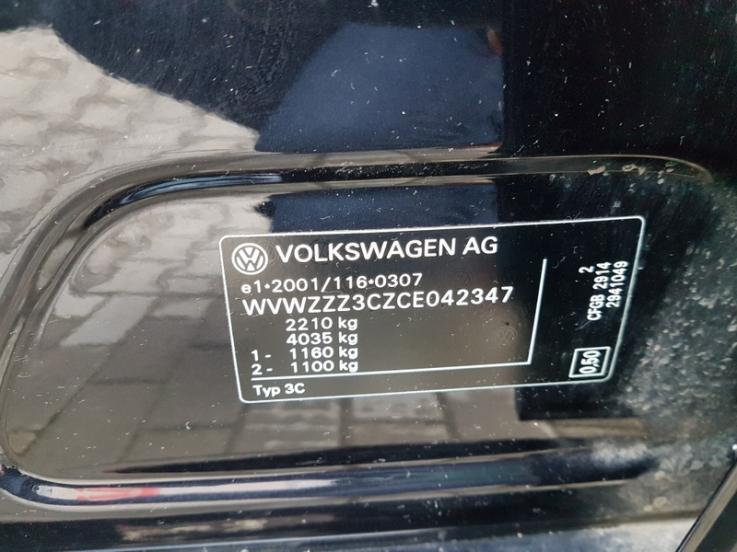 VOLKSWAGEN AG
e1*2001/116*0307
WVWZZZ3CZCE042347
2210 kg
4035 kg
1- 1160 kg
2- 1100 kg
Typ 3C
2
CFGB 2914
2941049
0,50